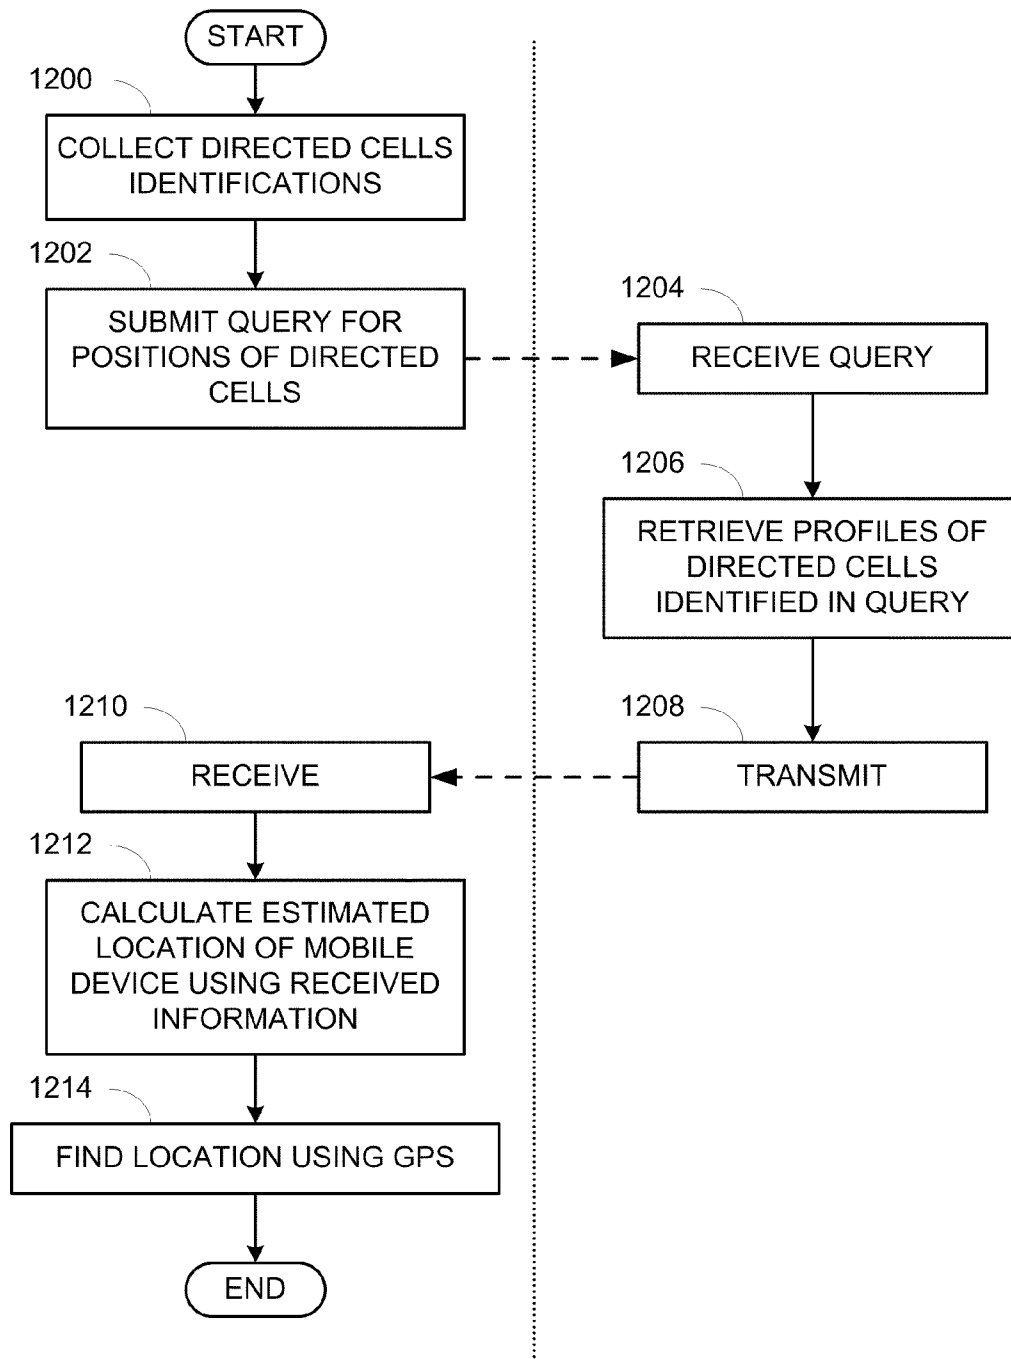 START
1200
COLLECT DIRECTED CELLS
IDENTIFICATIONS
1202
SUBMIT QUERY FOR
POSITIONS OF DIRECTED
CELLS
1204
RECEIVE QUERY
1206
RETRIEVE PROFILES OF
DIRECTED CELLS
IDENTIFIED IN QUERY
1208
TRANSMIT
1210
RECEIVE
1212
CALCULATE ESTIMATED
LOCATION OF MOBILE
DEVICE USING RECEIVED
INFORMATION
1214
FIND LOCATION USING GPS
END